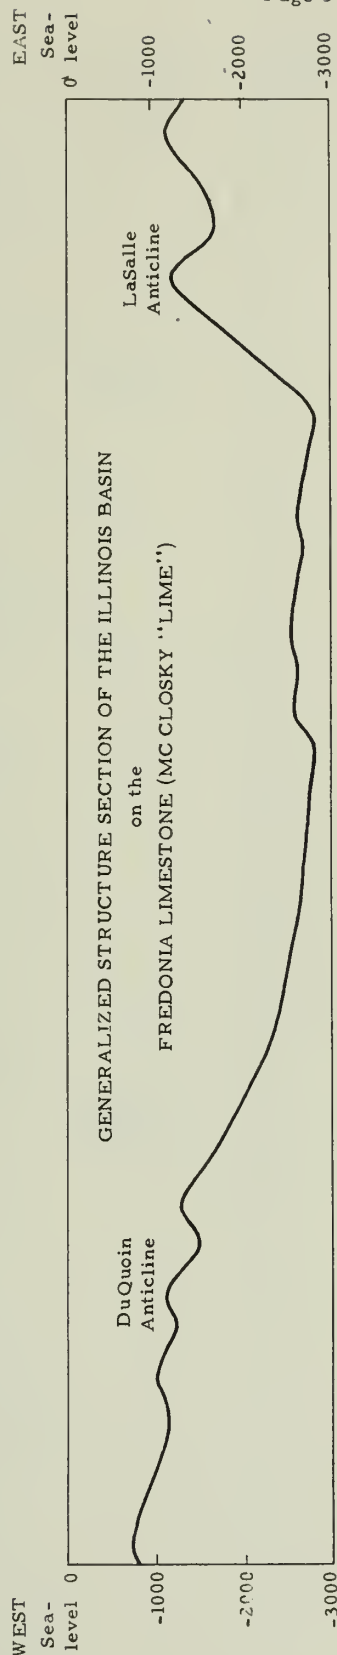 WEST
Sea-
level
0
-1000
-2000
-3000
DuQuoin
Anticline
GENERALIZED STRUCTURE SECTION OF THE ILLINOIS BASIN
on the
FREDONIA LIMESTONE (MC CLOSKY "LIME")
LaSalle
Anticline
EAST
Sea-
0' level
-1000
-2000
-3000